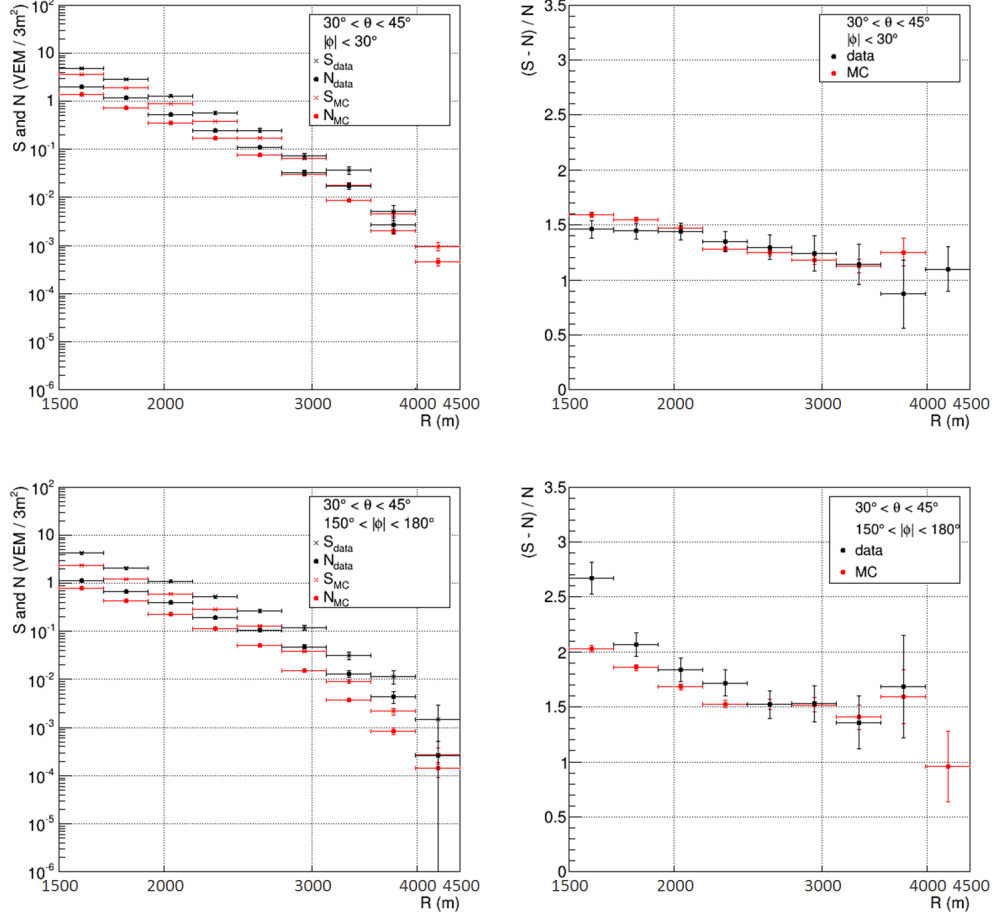 S and N (VEM / 3m²)
10²
10
1
10⁻¹
10⁻²
10⁻³
10⁻⁴
10⁻⁵
10⁻⁶
30° < θ < 45°
|ϕ| < 30°
S_data
N_data
S_MC
N_MC
1500 2000 3000 4000 4500
R (m)
(S - N) / N
3.5
3
2.5
2
1.5
1
0.5
0
30° < θ < 45°
|ϕ| < 30°
data
MC
1500 2000 3000 4000 4500
R (m)
S and N (VEM / 3m²)
10²
10
1
10⁻¹
10⁻²
10⁻³
10⁻⁴
10⁻⁵
10⁻⁶
30° < θ < 45°
150° < |ϕ| < 180°
S_data
N_data
S_MC
N_MC
1500 2000 3000 4000 4500
R (m)
(S - N) / N
3.5
3
2.5
2
1.5
1
0.5
0
30° < θ < 45°
150° < |ϕ| < 180°
data
MC
1500 2000 3000 4000 4500
R (m)